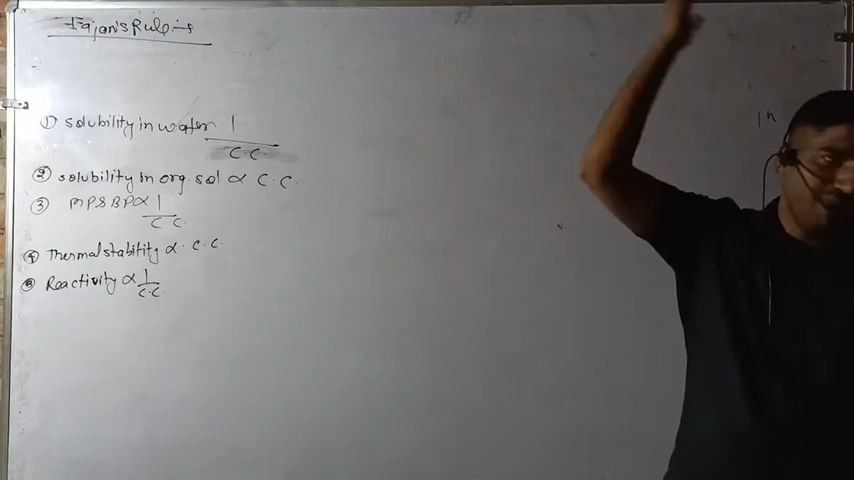 Fajan's Rule:-
① solubility in water 1/C.C.
② solubility in org. sol ∝ C.C.
③ MP & BP ∝ 1/C.C.
④ Thermal stability ∝ C.C.
⑤ Reactivity ∝ 1/C.C.